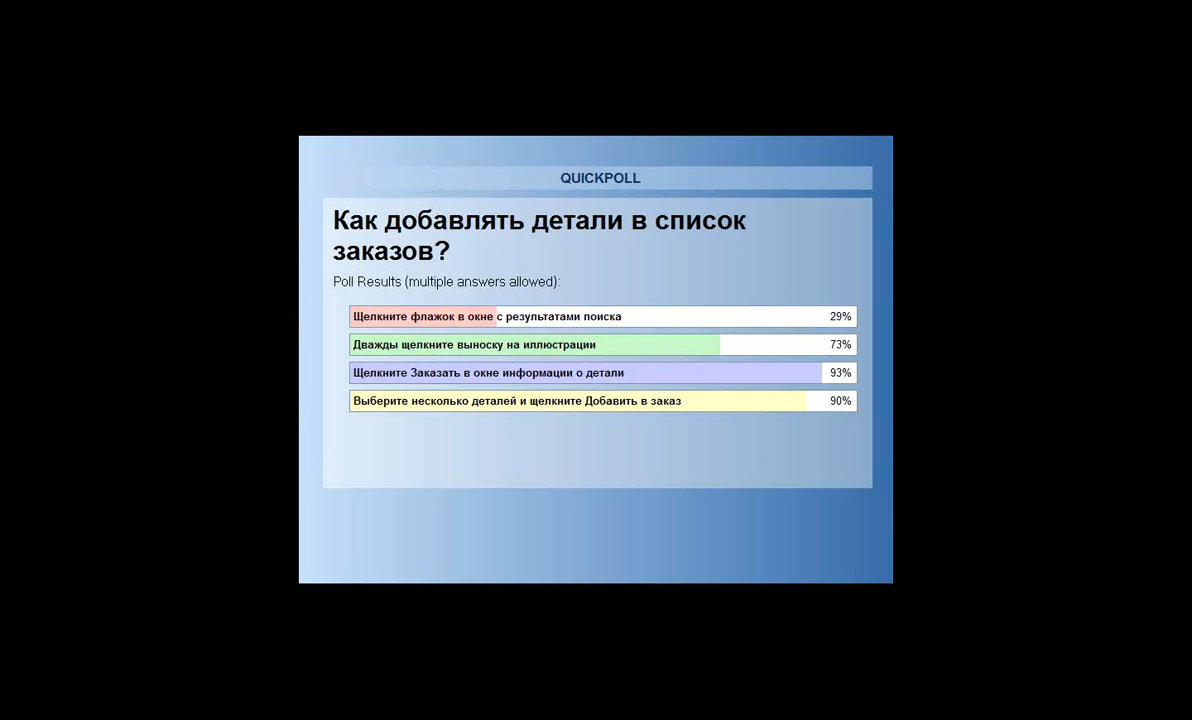 QUICKPOLL
Как добавлять детали в список
заказов?
Poll Results (multiple answers allowed):
Щелкните флажок в окне с результатами поиска 29%
Дважды щелкните выноску на иллюстрации 73%
Щелкните Заказать в окне информации о детали 93%
Выберите несколько деталей и щелкните Добавить в заказ 90%